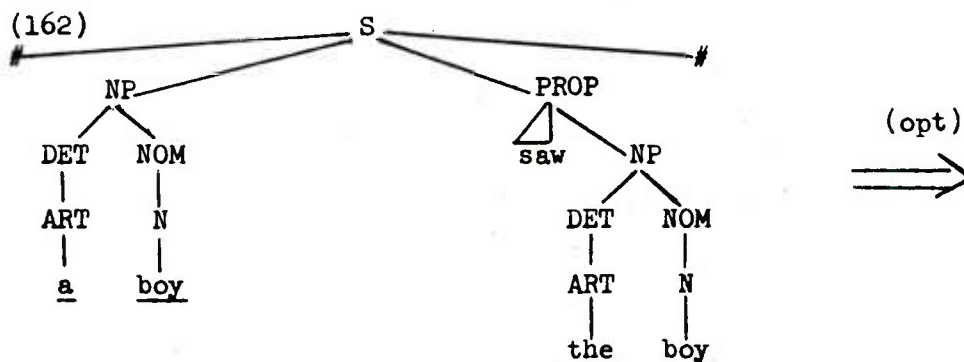 (162) S
# #
NP PROP (opt)
DET NOM saw NP
ART N DET NOM
a boy ART N
the boy